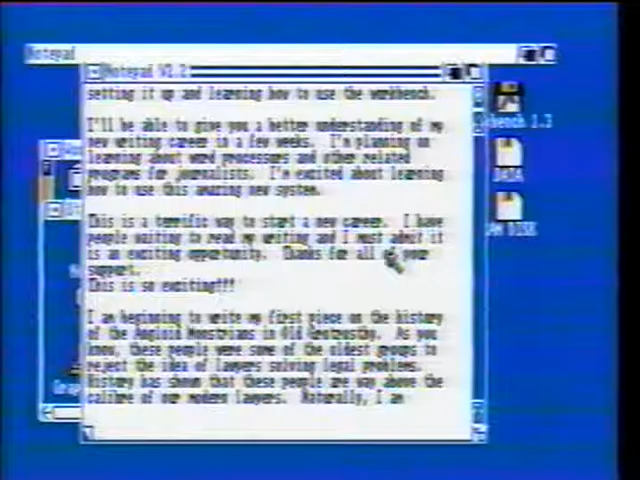 Notepad
Notepad V1.2
setting it up and learning how to use the workbench.
I'll be able to give you a better understanding of my
new writing career in a few weeks. I'm planning on
learning about word processors and other related
programs for journalists. I'm excited about learning
how to use this amazing new system.
This is a terrific way to start a new career. I have
people waiting to read my writing and I must admit it
is an exciting opportunity. Thanks for all of your
support.
This is so exciting!!!
I am beginning to write my first piece on the history
of the in Old. As you
know, these people were some of the oldest groups to
reject the idea of lawyers solving legal problems.
History has shown that these people are way above the
calibre of our modern lawyers. Naturally, I am
kbench 1.3
DATA
AM DISK
Grap